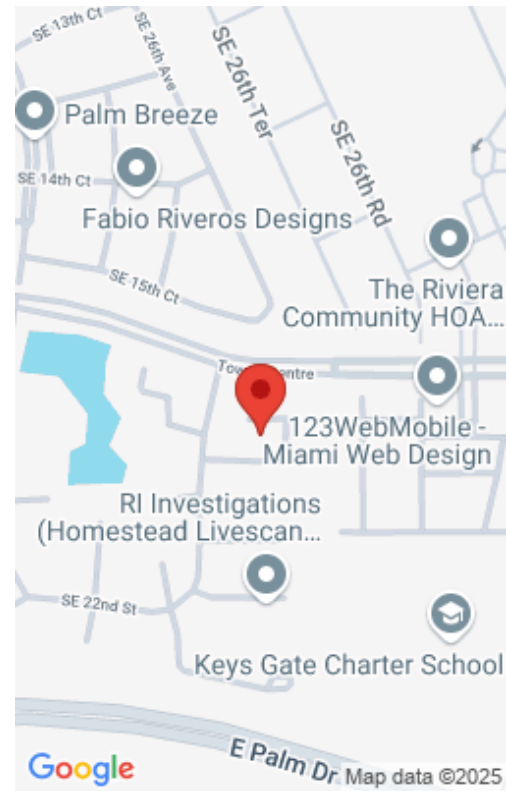 SE 13th Ct
SE 26th Ave
SE 26th Ter
SE 26th Rd
Palm Breeze
SE 14th Ct
Fabio Riveros Designs
SE 15th Ct
The Riviera
Community HOA...
123WebMobile -
Miami Web Design
RI Investigations
(Homestead Livescan...
SE 22nd St
Keys Gate Charter School
E Palm Dr
Google
Map data ©2025